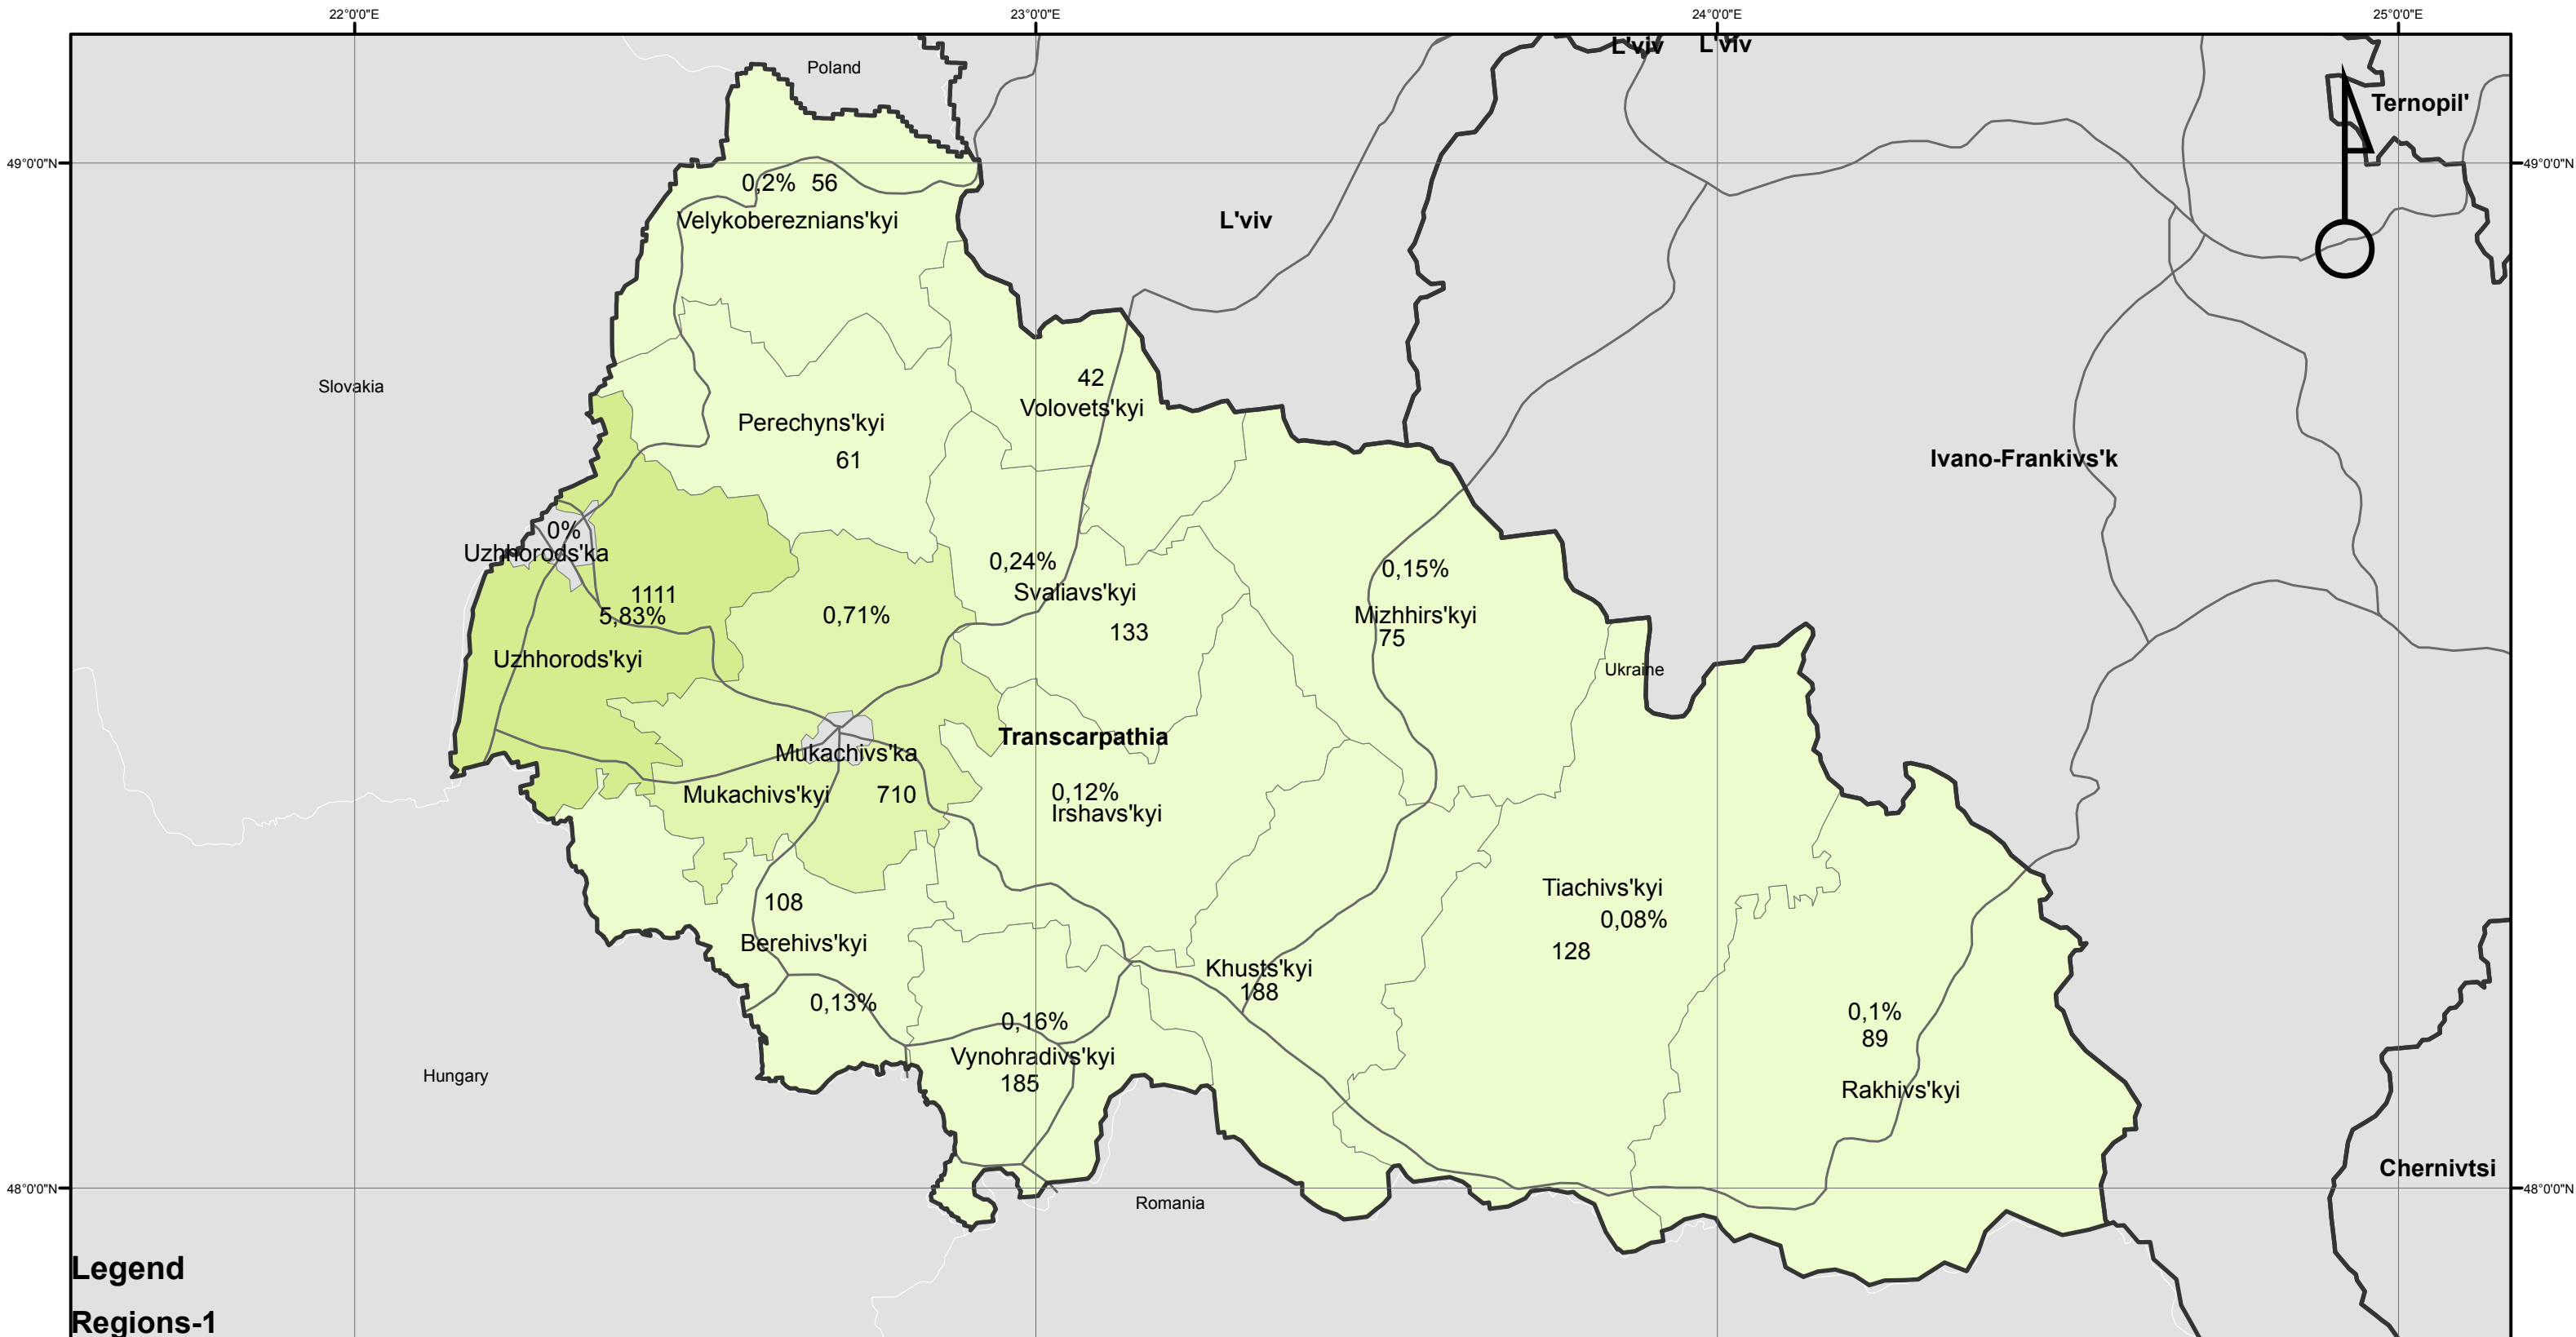 22°0'0"E
23°0'0"E
24°0'0"E
25°0'0"E
L'viv
L'viv
Poland
Ternopil'
49°0'0"N
49°0'0"N
0,2% 56
Velykobereznians'kyi
L'viv
42
Slovakia
Volovets'kyi
Perechyns'kyi
61
Ivano-Frankivs'k
0%
Uzhhorods'ka
0,24%
0,15%
1111
Svaliavs'kyi
5,83%
0,71%
Mizhhirs'kyi
133
75
Uzhhorods'kyi
Ukraine
Transcarpathia
Mukachivs'ka
Mukachivs'kyi
710
0,12%
Irshavs'kyi
Tiachivs'kyi
108
0,08%
Berehivs'kyi
128
Khusts'kyi
188
0,13%
0,16%
0,1%
89
Vynohradivs'kyi
185
Hungary
Rakhivs'kyi
Chernivtsi
48°0'0"N
48°0'0"N
Romania
Legend
Regions-1